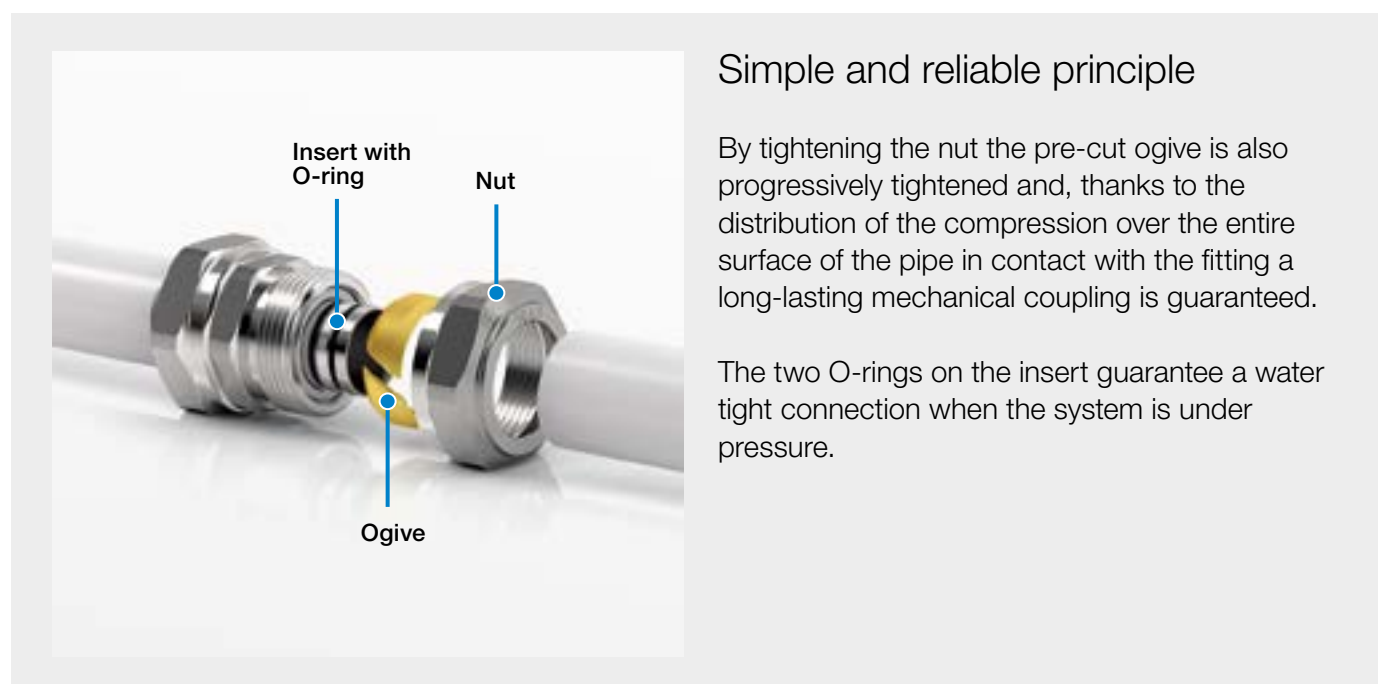 Insert with
O-ring
Nut
Ogive
Simple and reliable principle
By tightening the nut the pre-cut ogive is also
progressively tightened and, thanks to the
distribution of the compression over the entire
surface of the pipe in contact with the fitting a
long-lasting mechanical coupling is guaranteed.
The two O-rings on the insert guarantee a water
tight connection when the system is under
pressure.